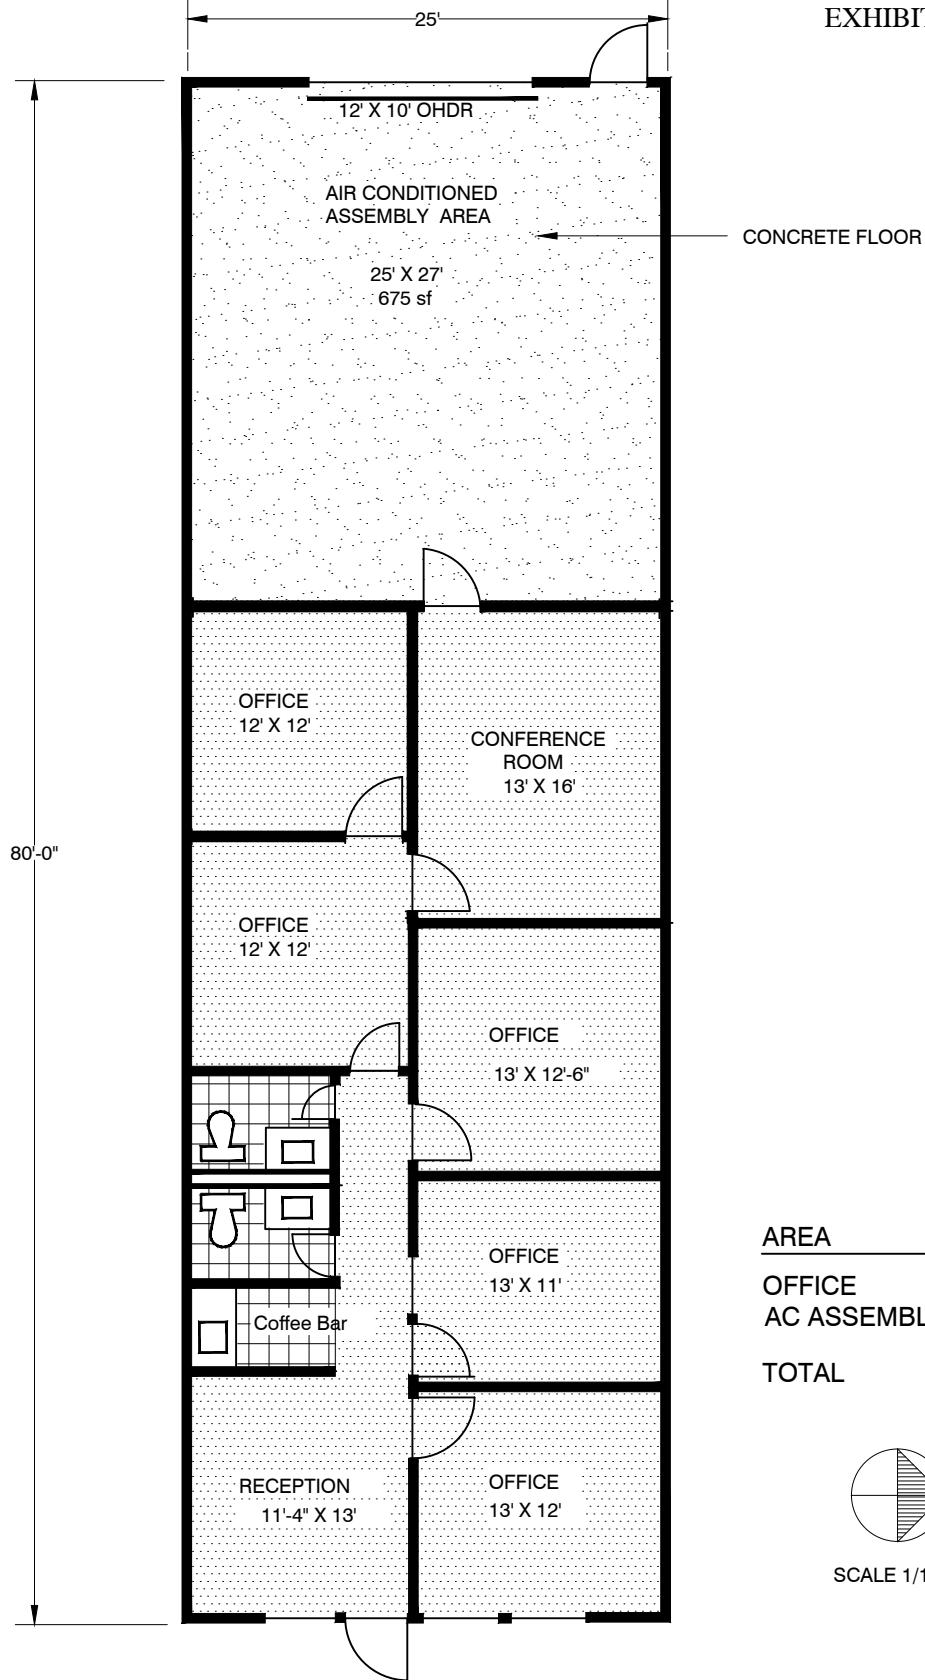 EXHIBIT
25'
12' X 10' OHDR
AIR CONDITIONED
ASSEMBLY AREA
CONCRETE FLOOR
25' X 27'
675 sf
OFFICE
12' X 12'
CONFERENCE
ROOM
13' X 16'
80'-0"
OFFICE
12' X 12'
OFFICE
13' X 12'-6"
OFFICE
13' X 11'
Coffee Bar
RECEPTION
11'-4" X 13'
OFFICE
13' X 12'
AREA
OFFICE
AC ASSEMBL
TOTAL
SCALE 1/1